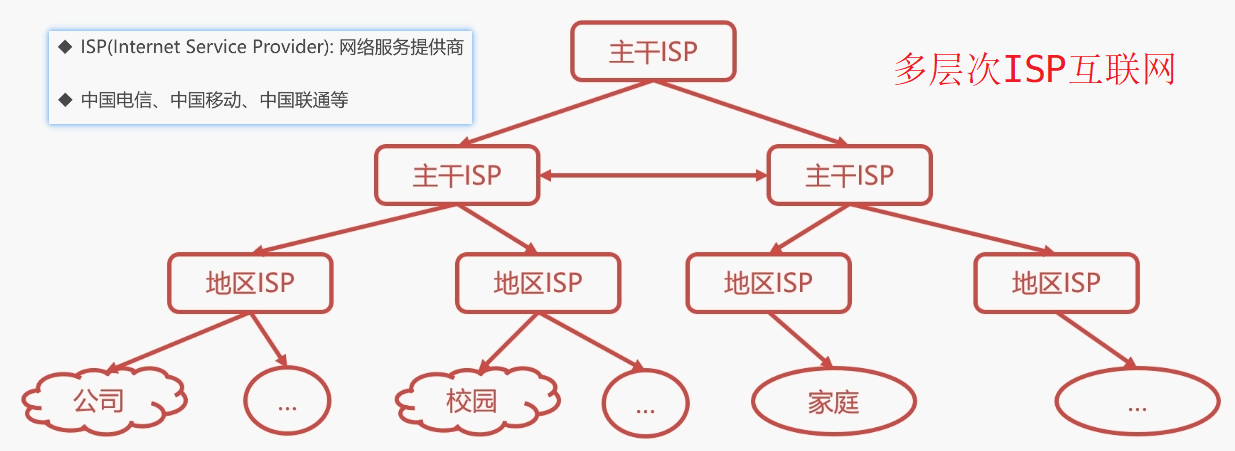 ◆ ISP(Internet Service Provider): 网络服务提供商
◆ 中国电信、中国移动、中国联通等
主干ISP
多层次ISP互联网
主干ISP
主干ISP
地区ISP
地区ISP
地区ISP
地区ISP
公司
...
校园
...
家庭
...